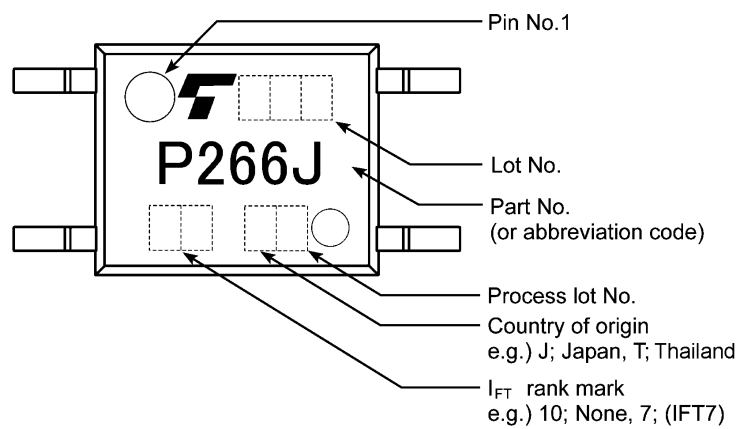 Pin No.1
P266J
Lot No.
Part No.
(or abbreviation code)
Process lot No.
Country of origin
e.g.) J; Japan, T; Thailand
IFT rank mark
e.g.) 10; None, 7; (IFT7)